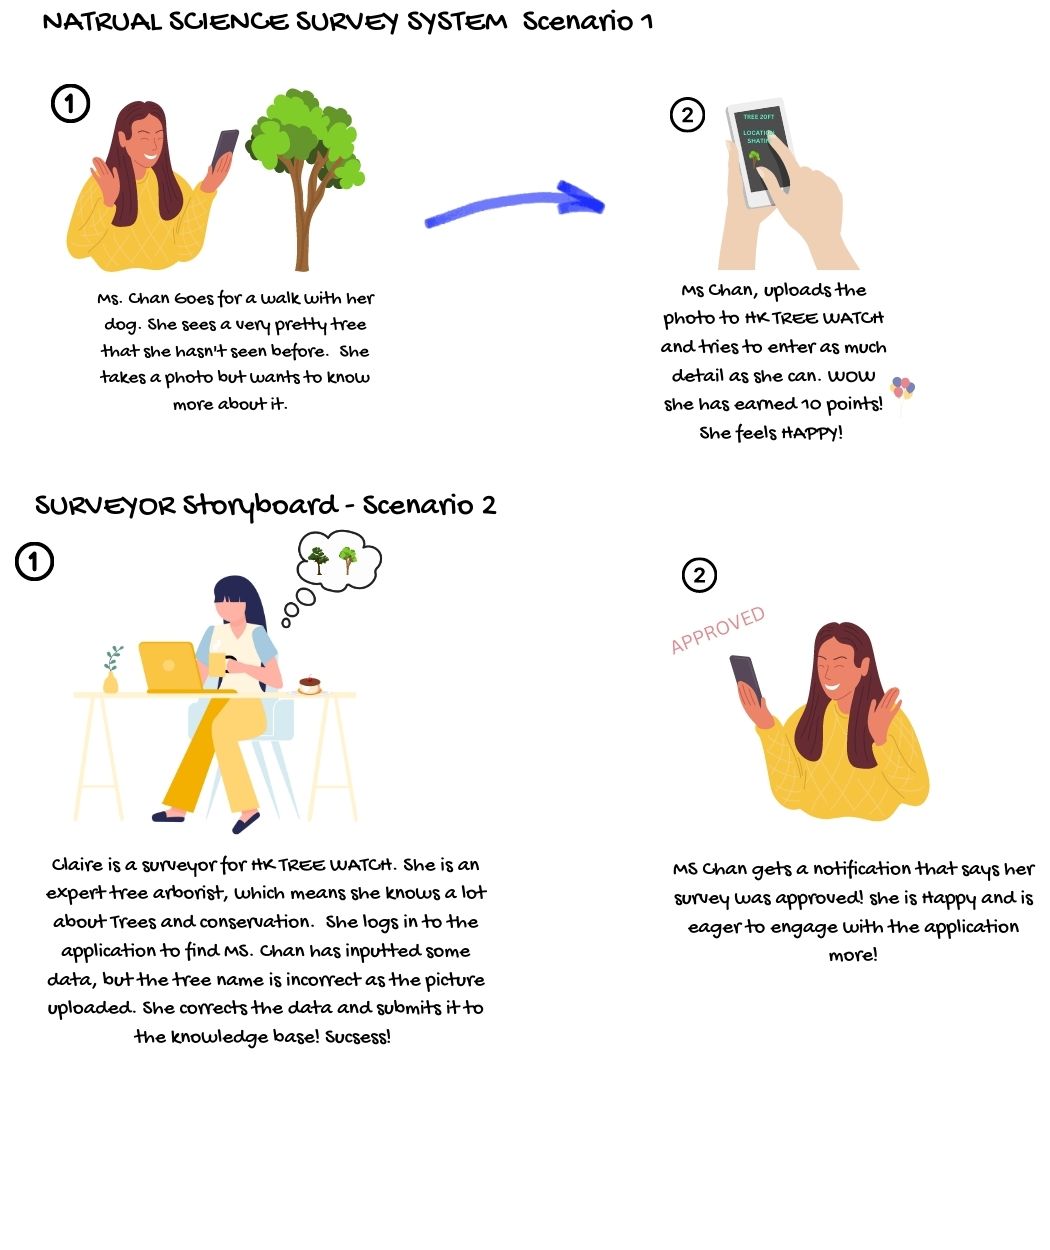 NATRUAL SCIENCE SURVEY SYSTEM Scenario 1
1
Ms. Chan Goes for a walk with her
dog. She sees a very pretty tree
that she hasn't seen before. She
takes a photo but wants to know
more about it.
2
TREE 20FT
LOCATION
SHATIN
Ms Chan, uploads the
photo to HK TREE WATCH
and tries to enter as much
detail as she can. WOW
she has earned 10 points!
She feels HAPPY!
SURVEYOR Storyboard - Scenario 2
1
Claire is a surveyor for HK TREE WATCH. She is an
expert tree arborist, which means she knows a lot
about Trees and conservation. She logs in to the
application to find MS. Chan has inputted some
data, but the tree name is incorrect as the picture
uploaded. She corrects the data and submits it to
the knowledge base! Sucsess!
2
APPROVED
MS Chan gets a notification that says her
survey was approved! she is Happy and is
eager to engage with the application
more!